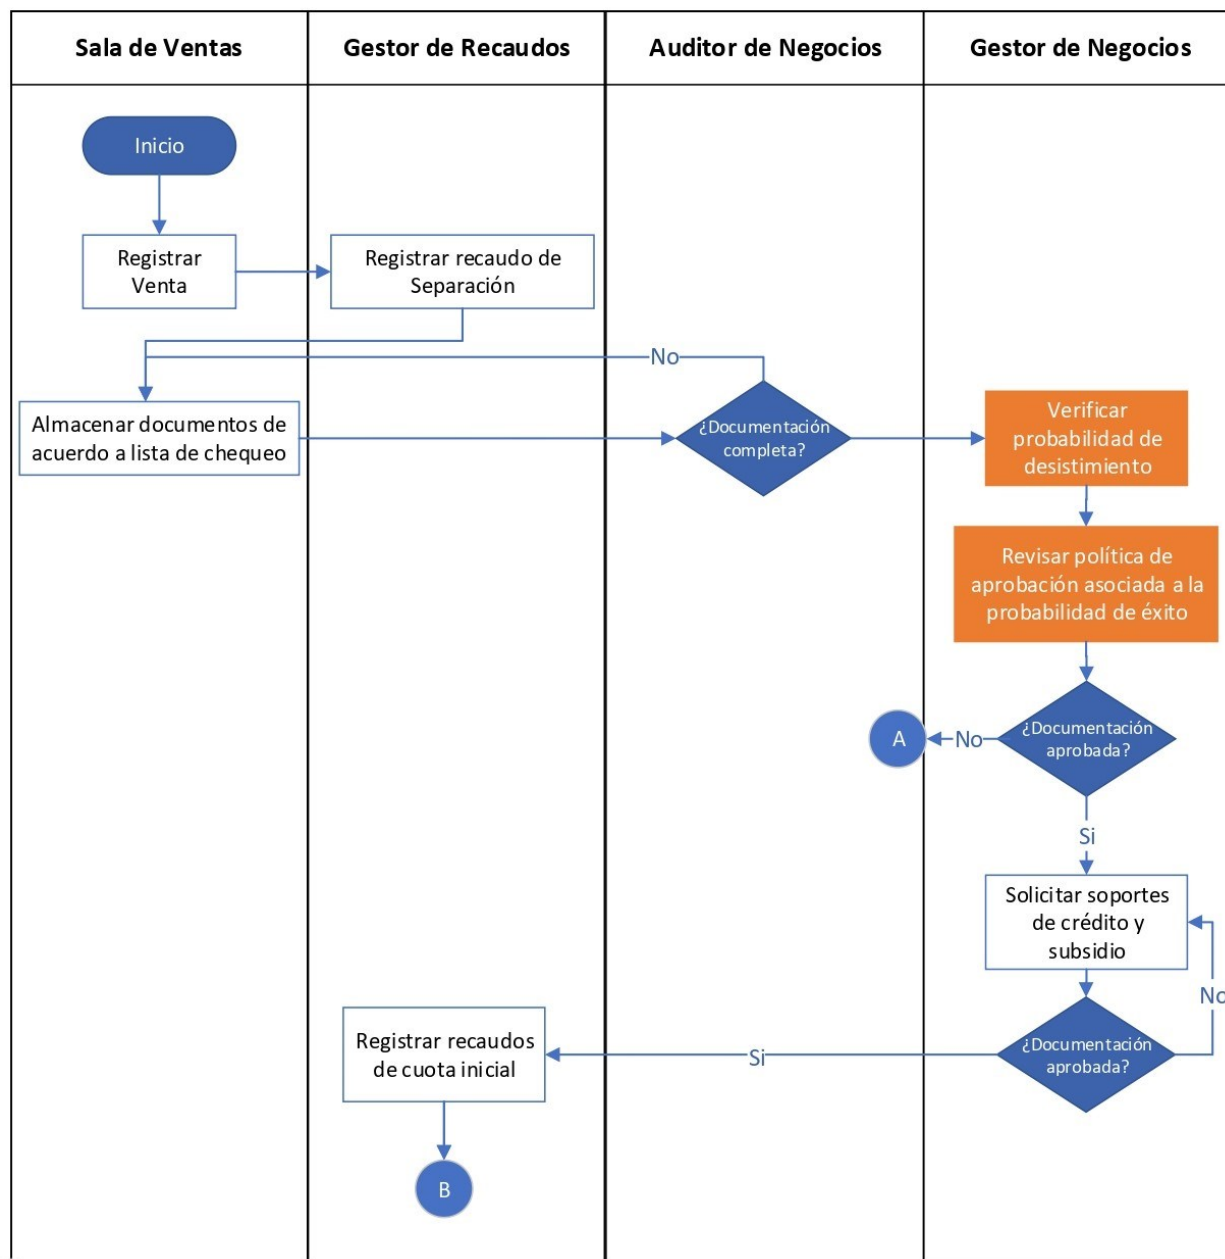 Sala de Ventas
Gestor de Recaudos
Auditor de Negocios
Gestor de Negocios
Inicio
Registrar
Venta
Registrar recaudo de
Separación
No
Almacenar documentos de
acuerdo a lista de chequeo
¿Documentación
completa?
Verificar
probabilidad de
desistimiento
Revisar política de
aprobación asociada a la
probabilidad de éxito
¿Documentación
aprobada?
No
A
Si
Solicitar soportes
de crédito y
subsidio
No
¿Documentación
aprobada?
Si
Registrar recaudos
de cuota inicial
B